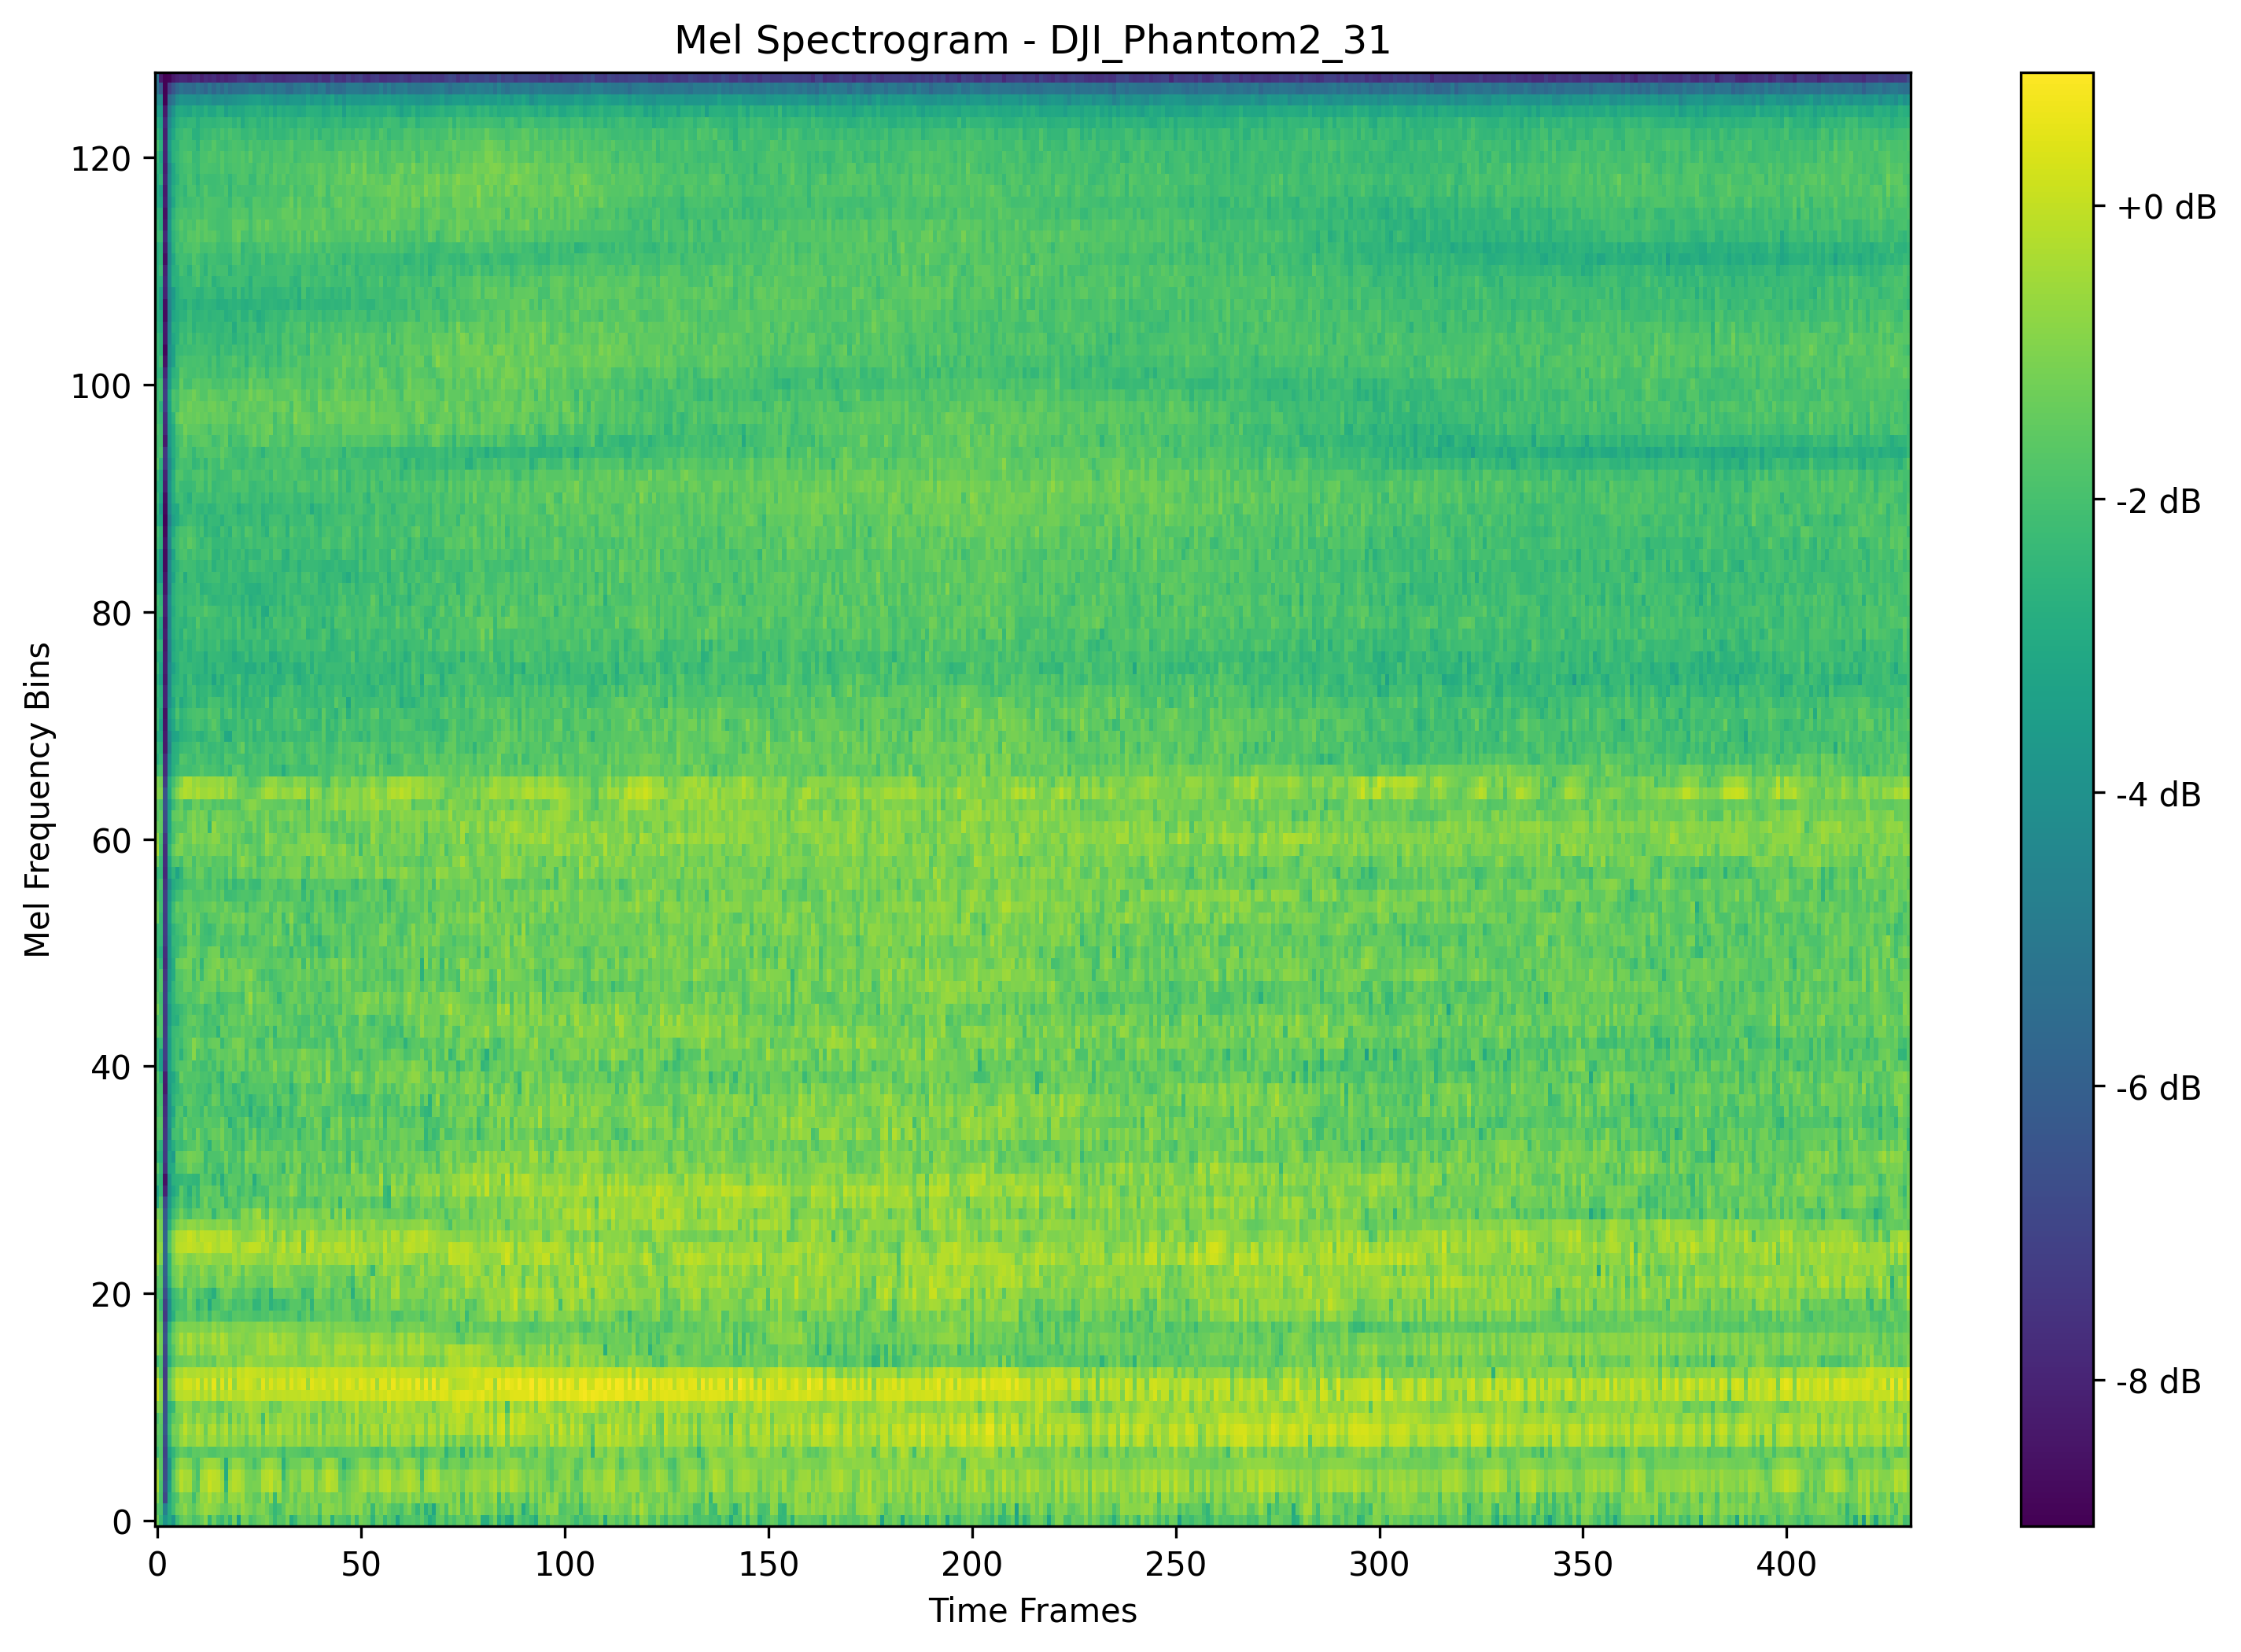 Mel Spectrogram - DJI_Phantom2_31
Mel Frequency Bins
120
100
80
60
40
20
0
0 50 100 150 200 250 300 350 400
Time Frames
+0 dB
-2 dB
-4 dB
-6 dB
-8 dB